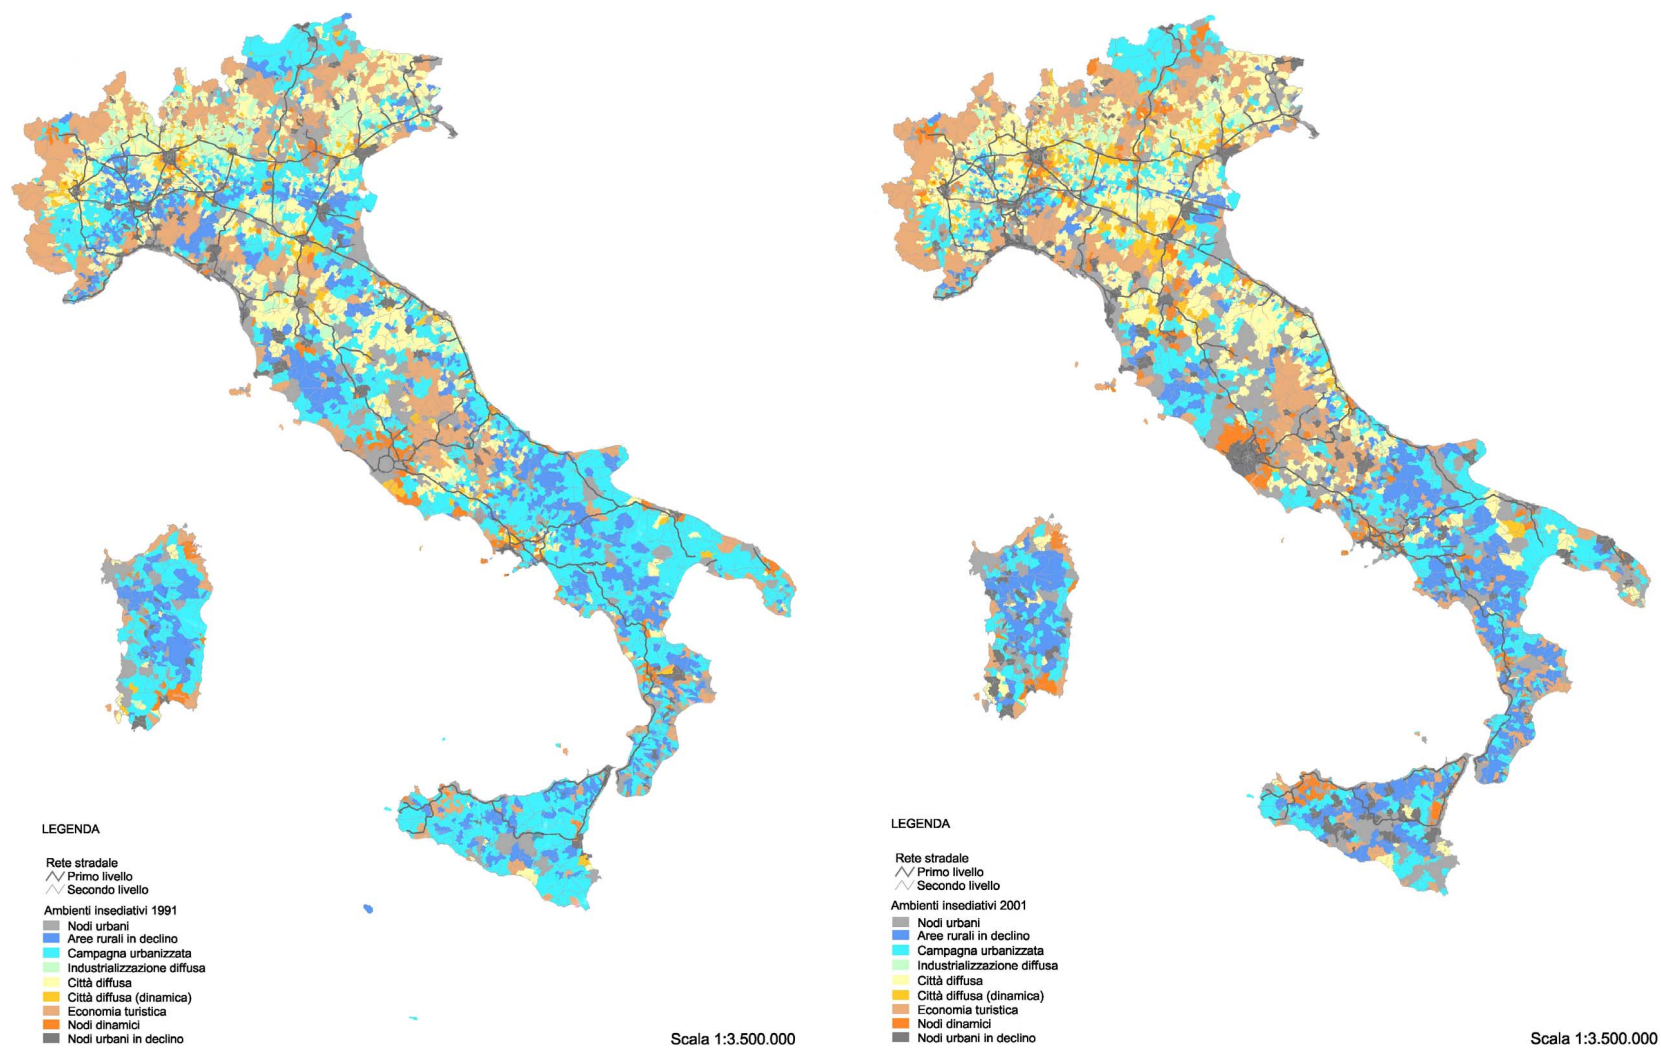 LEGENDA
Rete stradale
Primo livello
Secondo livello
Ambienti insediativi 1991
Nodi urbani
Aree rurali in declino
Campagna urbanizzata
Industrializzazione diffusa
Città diffusa
Città diffusa (dinamica)
Economia turistica
Nodi dinamici
Nodi urbani in declino
Scala 1:3.500.000
LEGENDA
Rete stradale
Primo livello
Secondo livello
Ambienti insediativi 2001
Nodi urbani
Aree rurali in declino
Campagna urbanizzata
Industrializzazione diffusa
Città diffusa
Città diffusa (dinamica)
Economia turistica
Nodi dinamici
Nodi urbani in declino
Scala 1:3.500.000